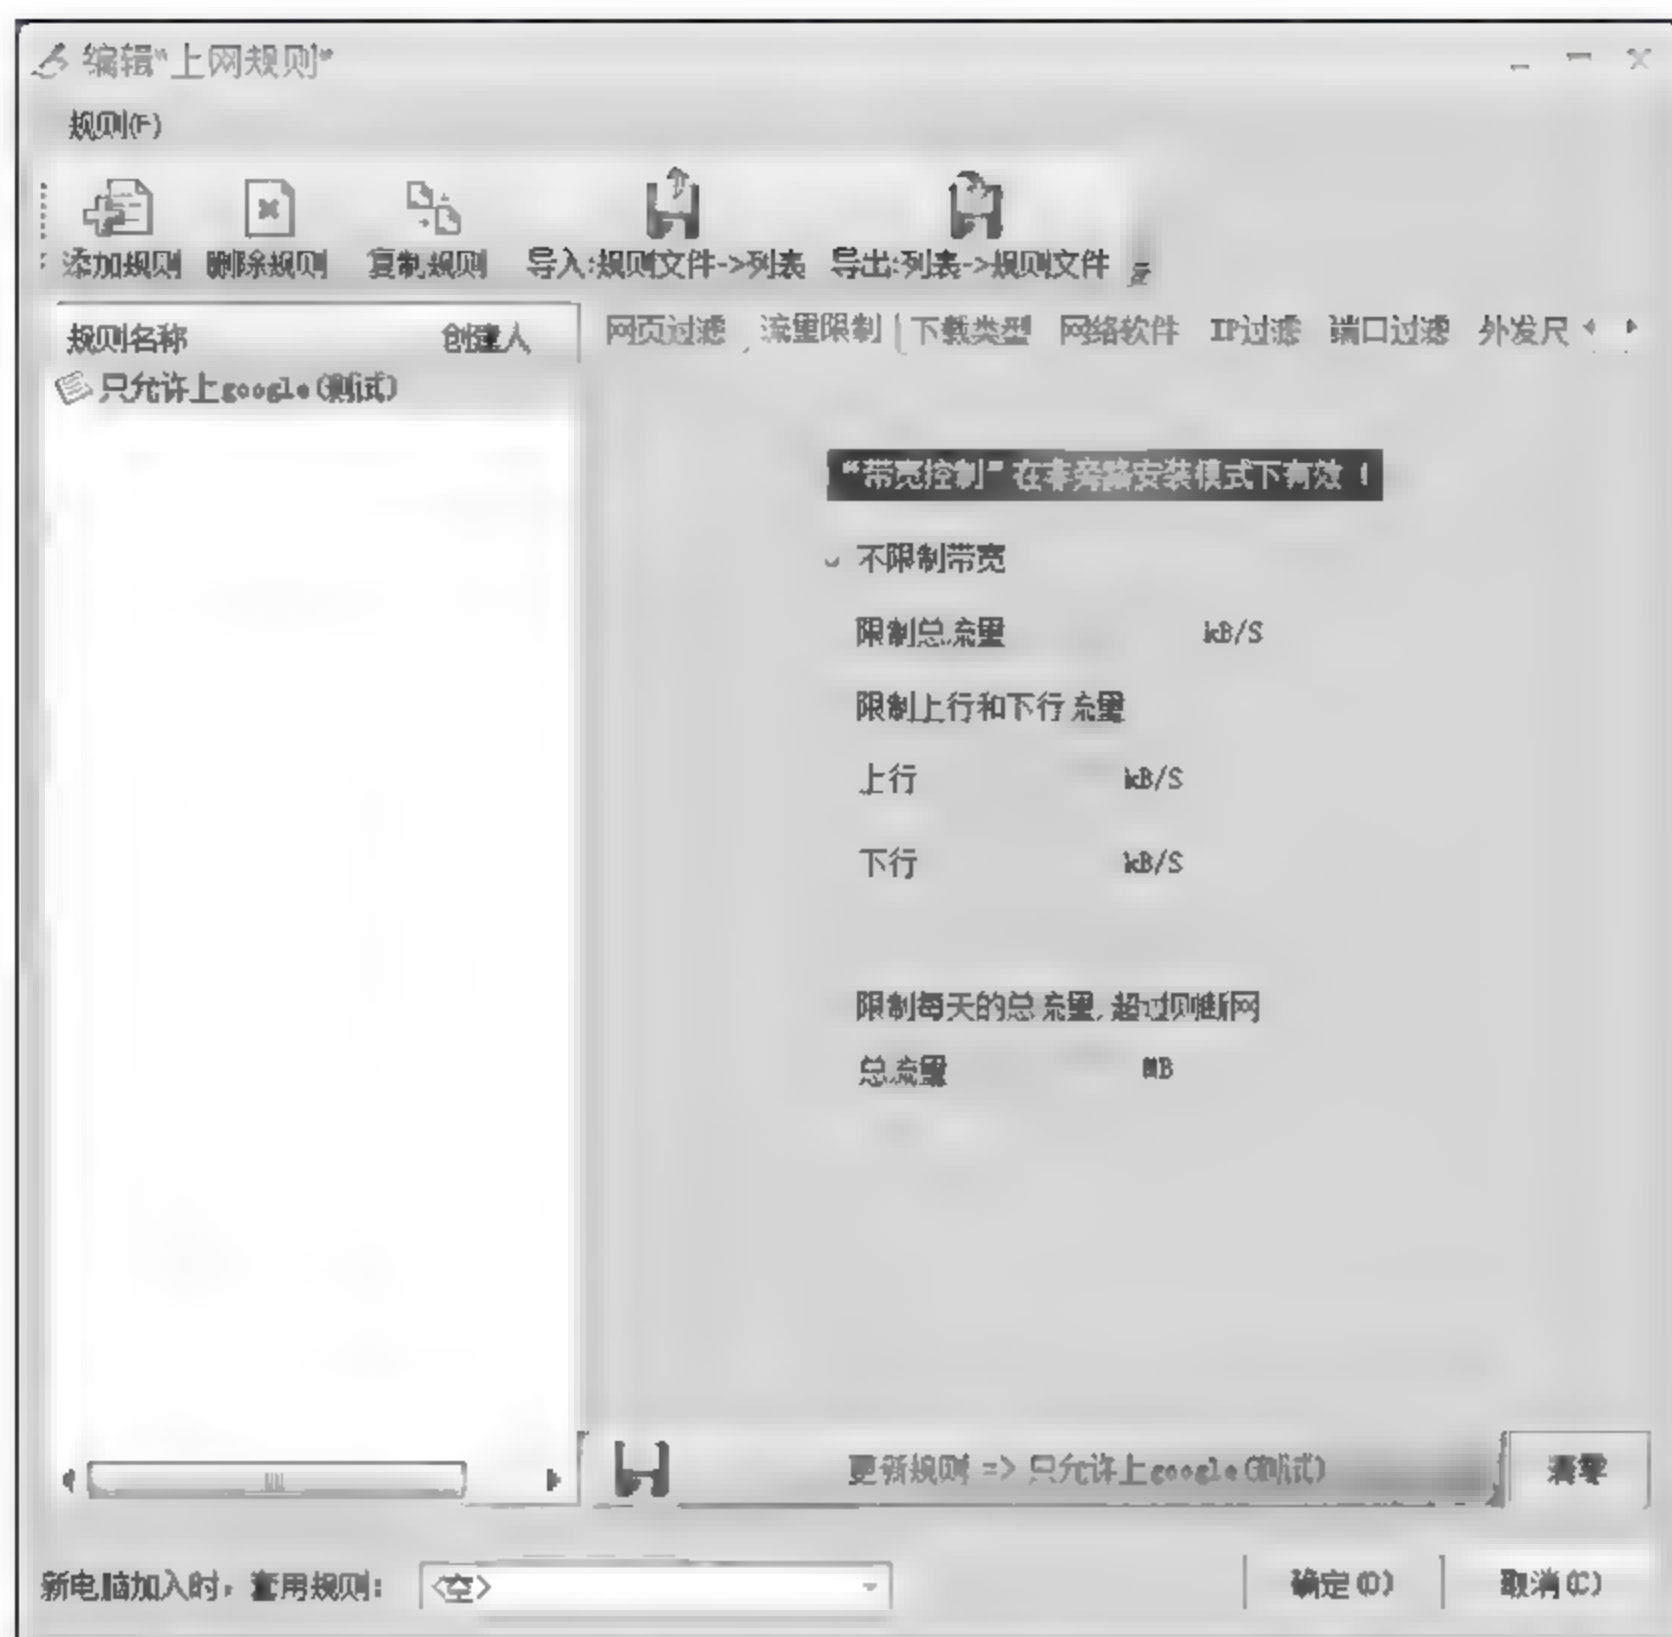 编辑"上网规则"
规则(F)
添加规则 删除规则 复制规则 导入:规则文件->列表 导出:列表->规则文件
规则名称 创建人
网页过滤 流量限制 下载类型 网络软件 IP过滤 端口过滤 外发尺
只允许上google(测试)
"带宽控制"在非旁路安装模式下有效！
不限制带宽
限制总流量 kB/S
限制上行和下行流量
上行 kB/S
下行 kB/S
限制每天的总流量,超过则断网
总流量 MB
更新规则 => 只允许上google(测试)
清零
新电脑加入时，套用规则： <空>
确定(O) 取消(C)